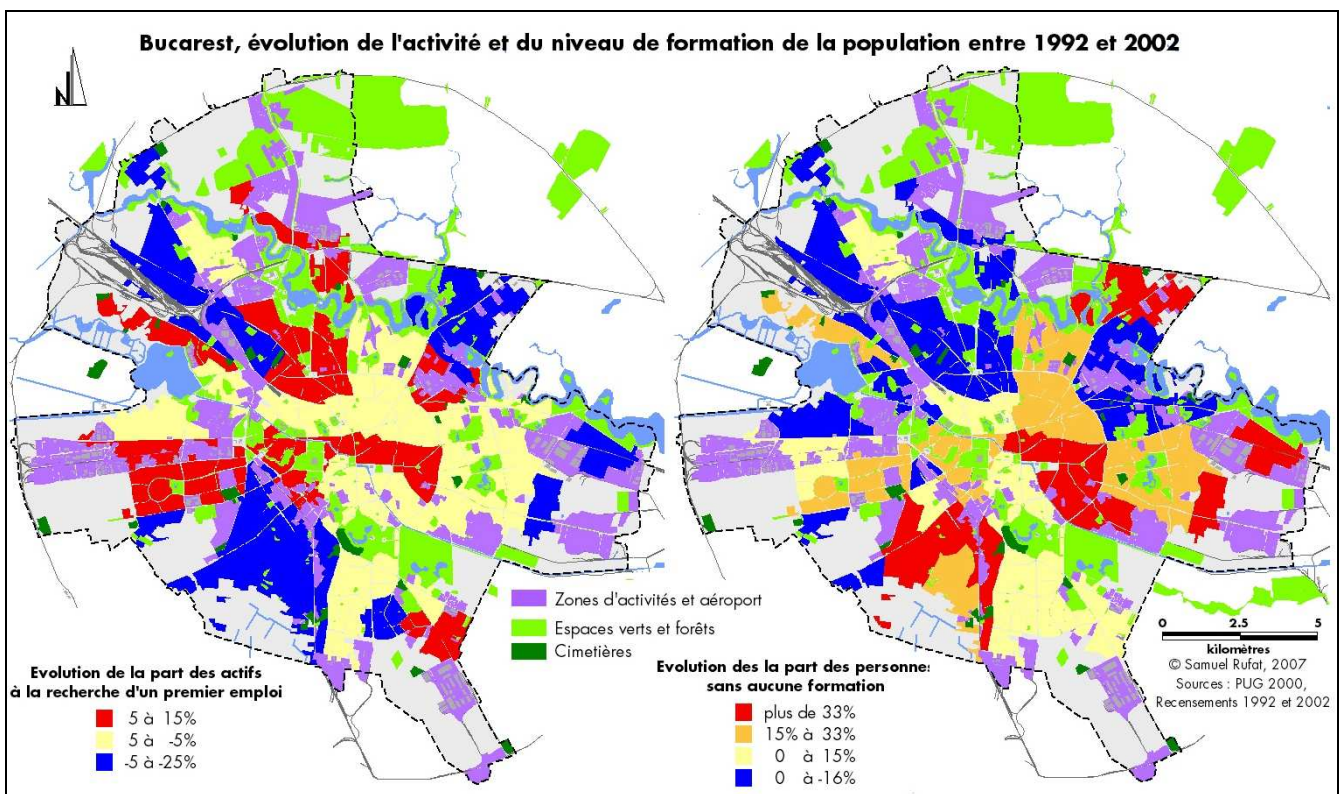 Bucarest, évolution de l'activité et du niveau de formation de la population entre 1992 et 2002
N
Zones d'activités et aéroport
Espaces verts et forêts
Cimetières
Evolution de la part des actifs
à la recherche d'un premier emploi
5 à 15%
5 à -5%
-5 à -25%
Evolution des la part des personne:
sans aucune formation
plus de 33%
15% à 33%
0 à 15%
0 à -16%
0 2.5 5
kilomètres
© Samuel Rufat, 2007
Sources : PUG 2000,
Recensements 1992 et 2002